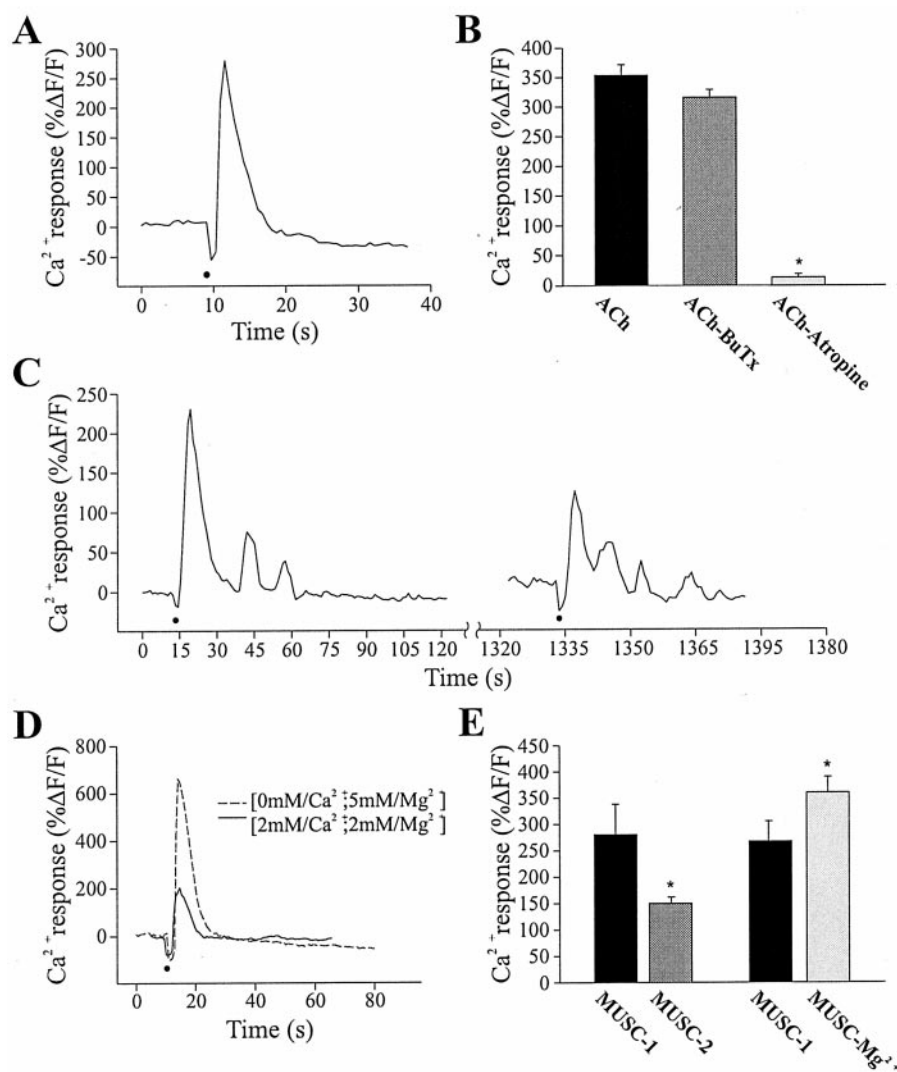 A
Ca2+ response (%ΔF/F)
300
250
200
150
100
50
0
-50
0 10 20 30 40
Time (s)
B
Ca2+ response (%ΔF/F)
400
350
300
250
200
150
100
50
0
ACh
ACh-BuTx
*
ACh-Atropine
C
Ca2+ response (%ΔF/F)
250
200
150
100
50
0
0 15 30 45 60 75 90 105 120 1320 1335 1350 1365 1395 1380
Time (s)
D
Ca2+ response (%ΔF/F)
800
600
400
200
0
[0mM/Ca2+;5mM/Mg2+]
[2mM/Ca2+;2mM/Mg2+]
0 20 40 60 80
Time (s)
E
Ca2+ response (%ΔF/F)
450
400
350
300
250
200
150
100
50
0
MUSC-1
*
MUSC-2
MUSC-1
*
MUSC-Mg2+